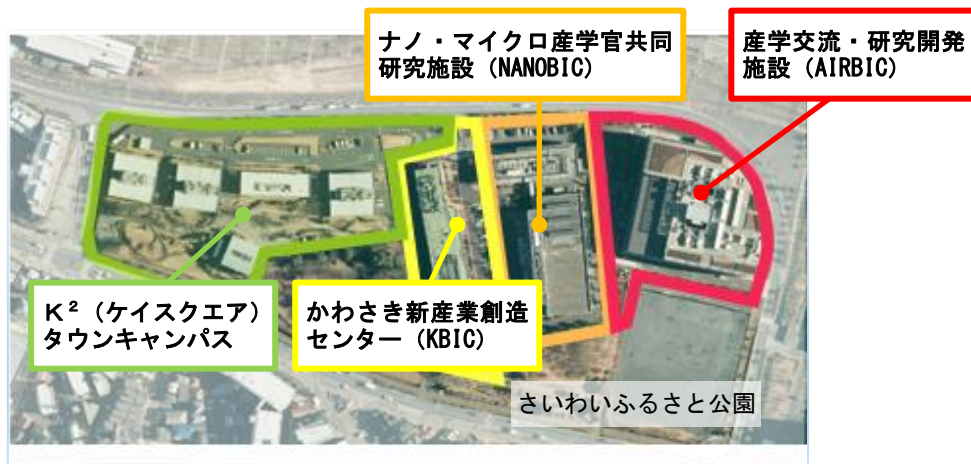 ナノ・マイクロ産学官共同
研究施設（NANOBIC）
産学交流・研究開発
施設（AIRBIC）
K²（ケイスクエア）
タウンキャンパス
かわさき新産業創造
センター（KBIC）
さいわいふるさと公園